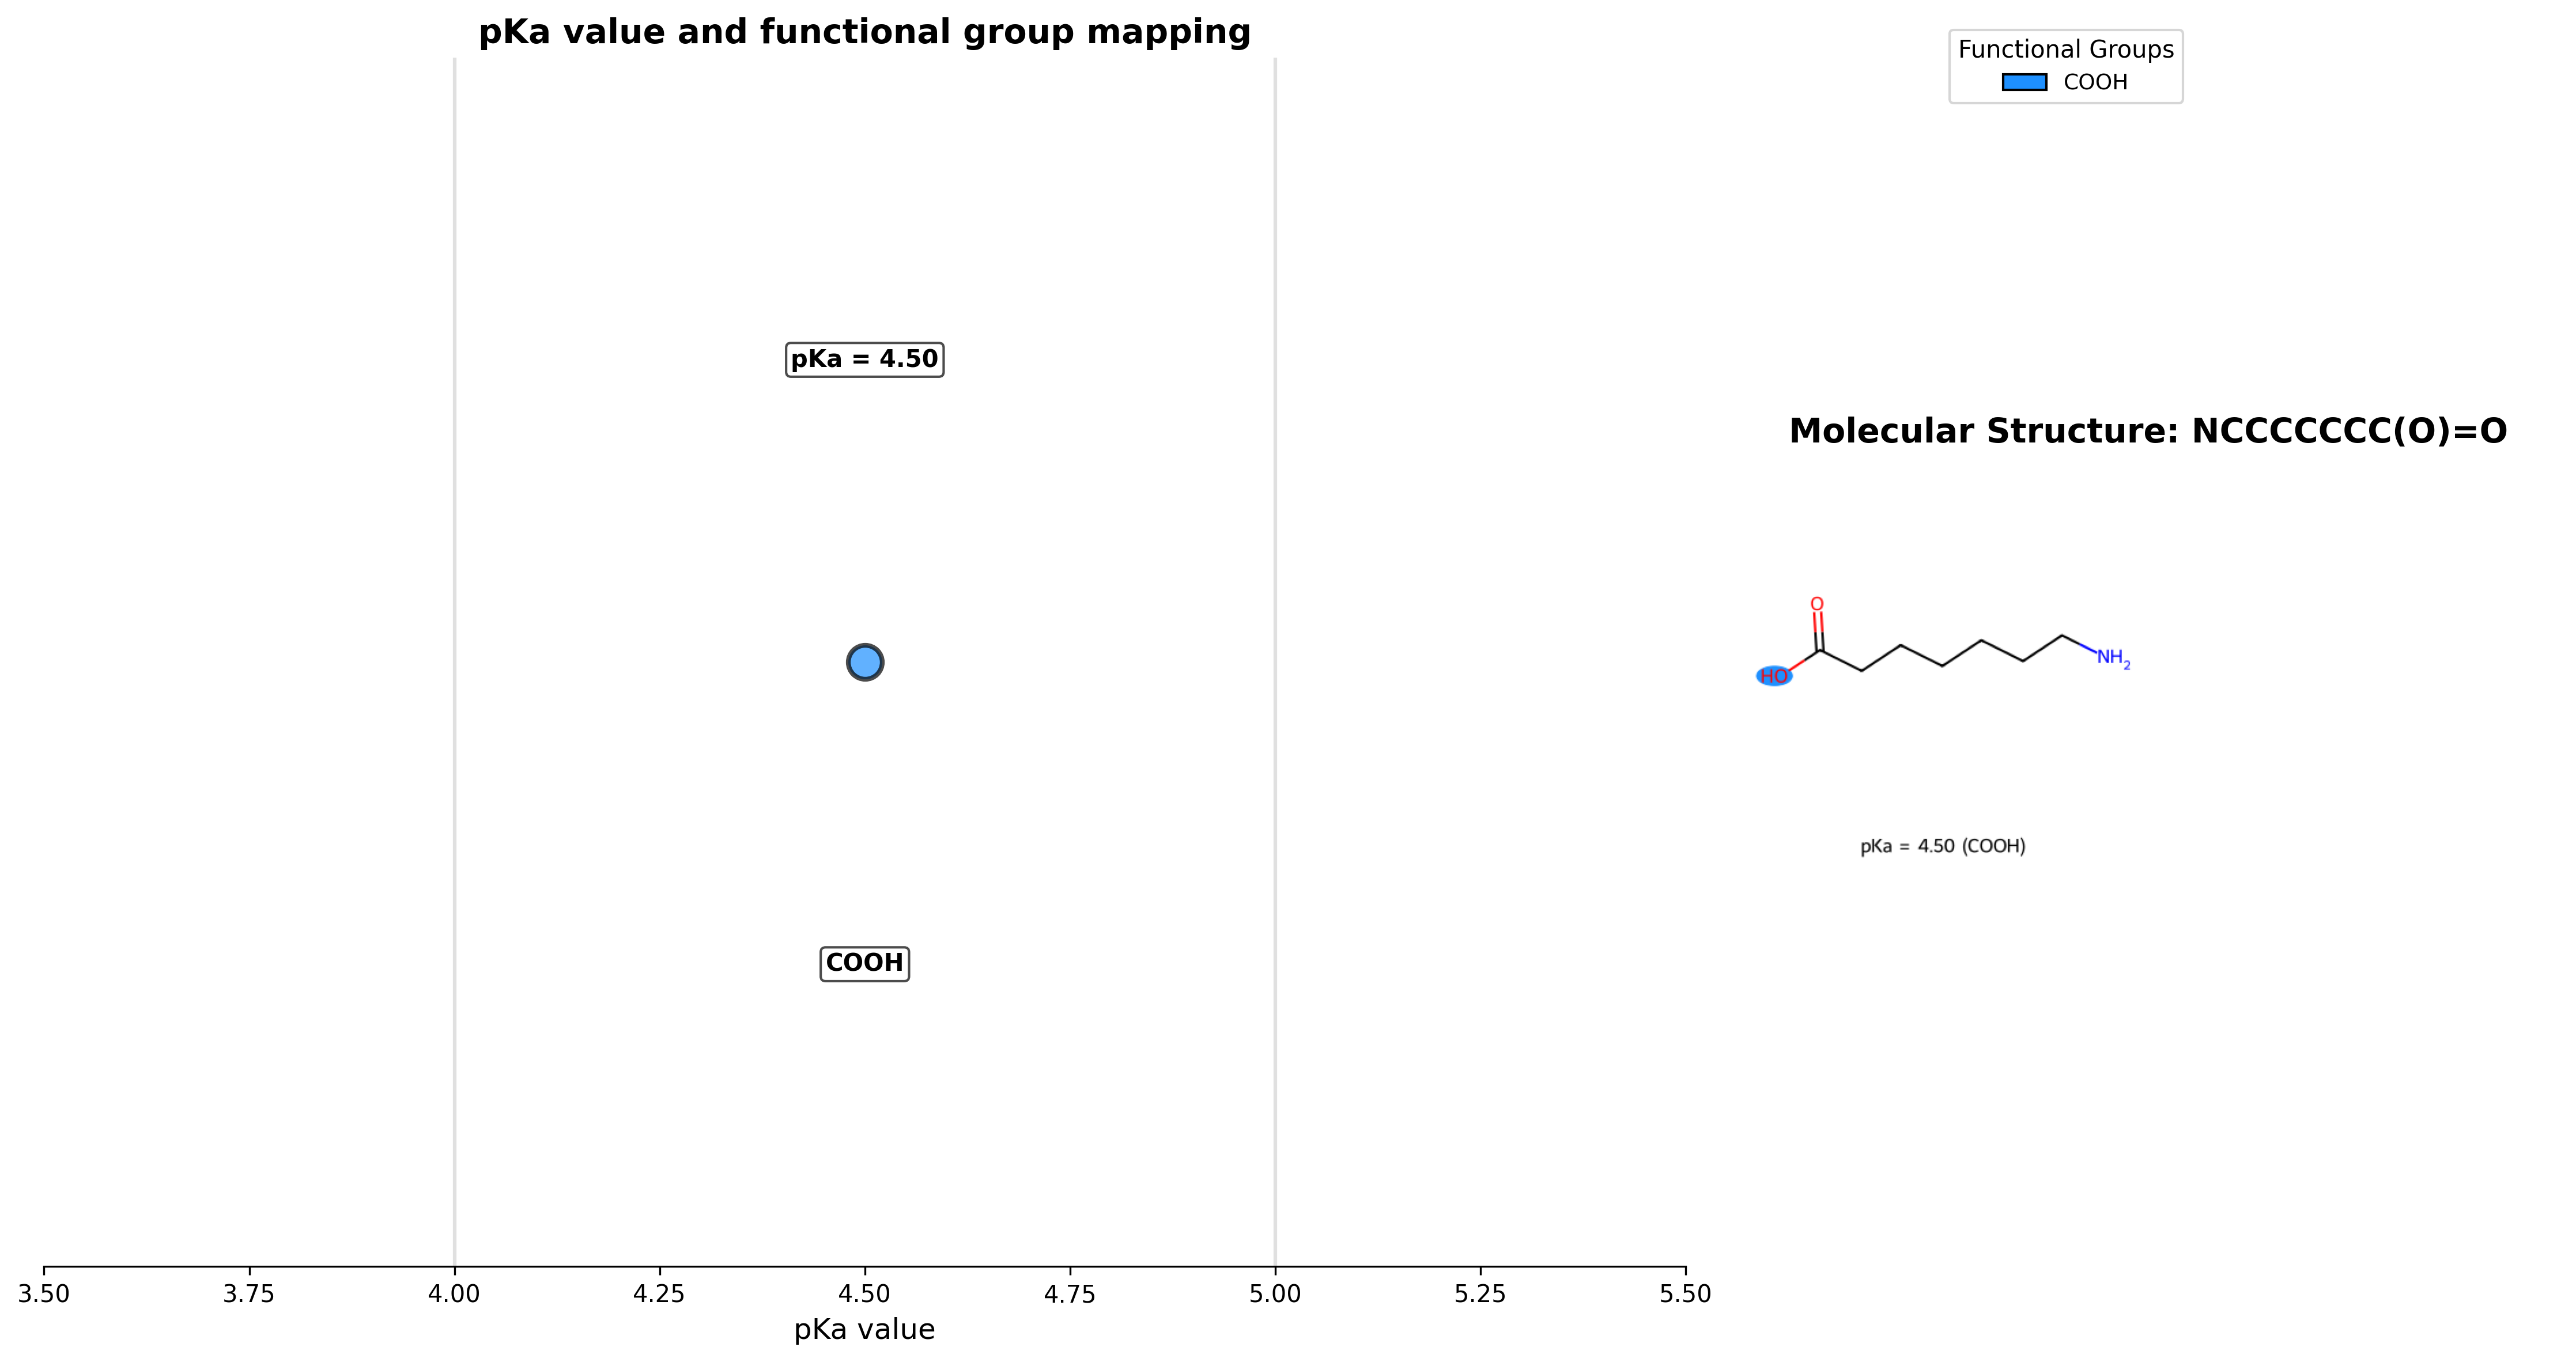 pKa value and functional group mapping
pKa = 4.50
COOH
3.50 3.75 4.00 4.25 4.50 4.75 5.00 5.25 5.50
pKa value
Functional Groups
COOH
Molecular Structure: NCCCCCCC(O)=O
O
HO
NH2
pKa = 4.50 (COOH)